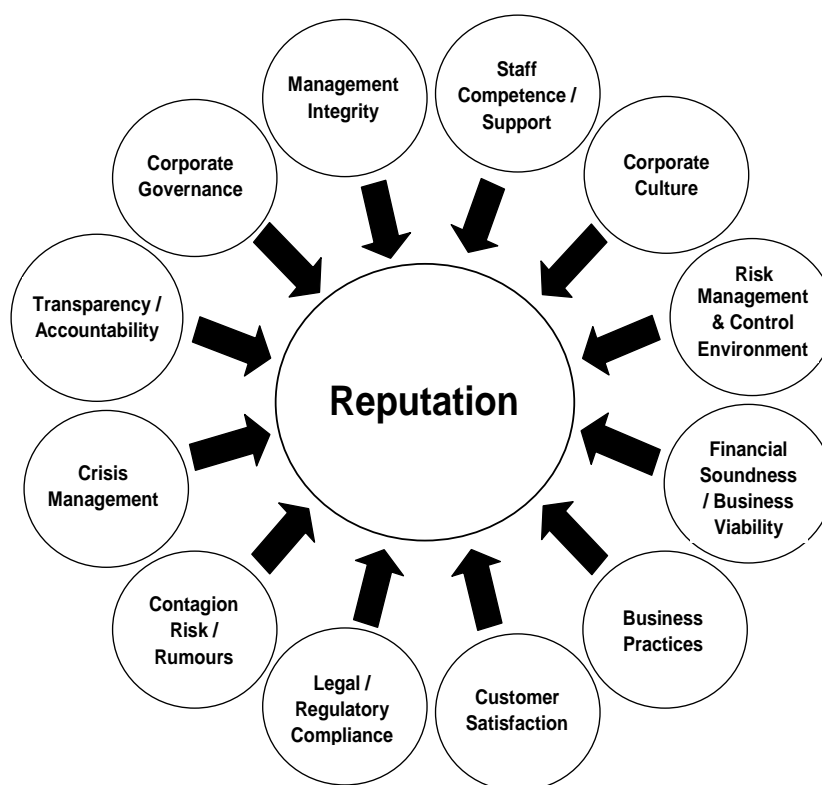 Management
Integrity
Staff
Competence /
Support
Corporate
Governance
Corporate
Culture
Transparency /
Accountability
Risk
Management
& Control
Environment
Reputation
Crisis
Management
Financial
Soundness
/ Business
Viability
Contagion
Risk /
Rumours
Business
Practices
Legal /
Regulatory
Compliance
Customer
Satisfaction